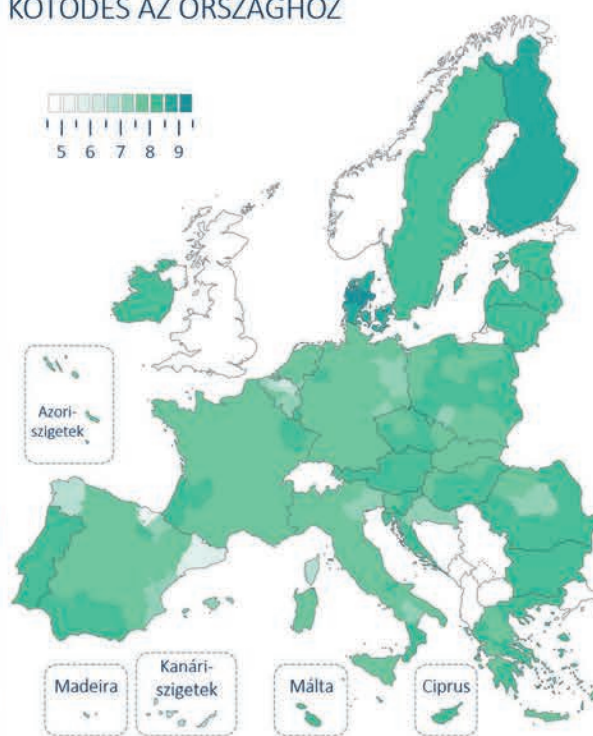 KÖTŐDÉS AZ ORSZÁGHOZ
5 6 7 8 9
Azori-
szigetek
Madeira
Kanári-
szigetek
Málta
Ciprus